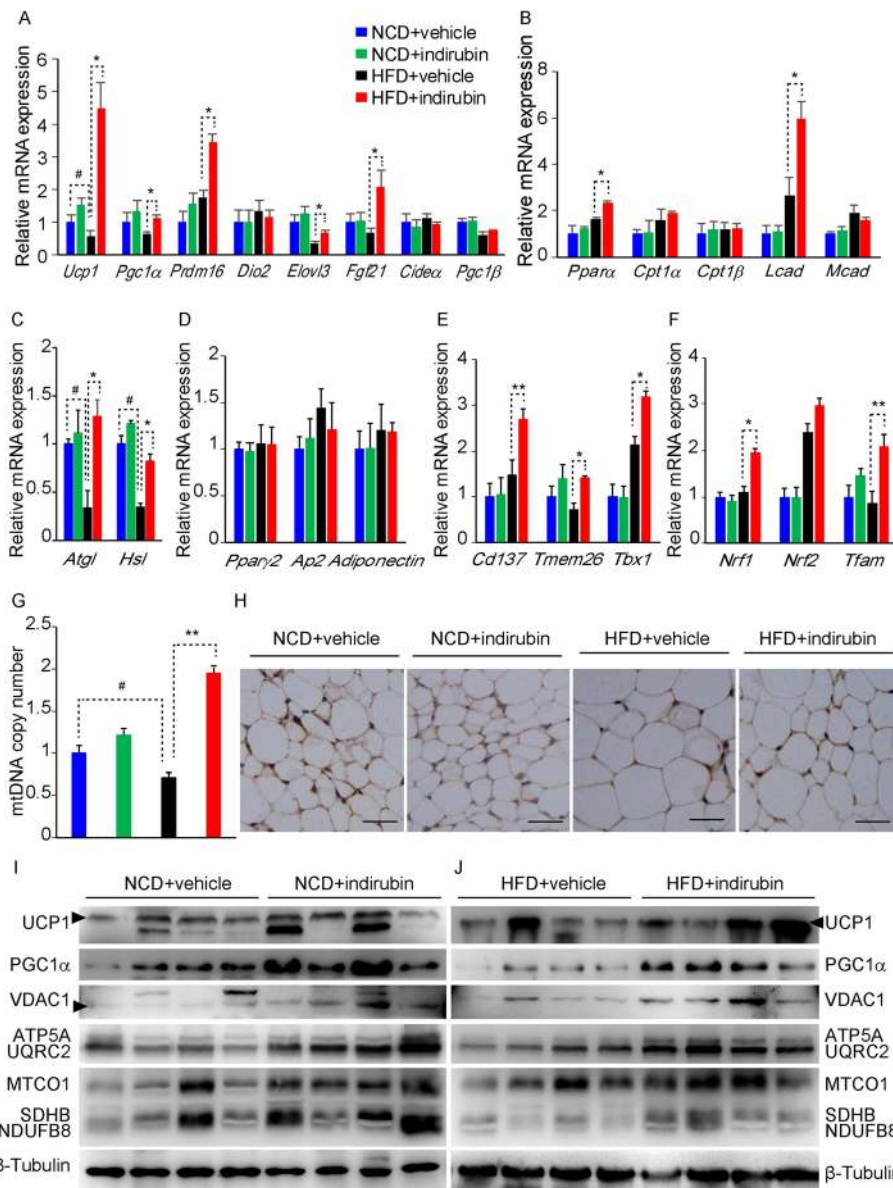 A
B
NCD+vehicle
NCD+indirubin
HFD+vehicle
HFD+indirubin
Relative mRNA expression
6
5
4
3
2
1
0
#
*
*
*
*
*
Ucp1 Pgc1α Prdm16 Dio2 Elovl3 Fgf21 Cideα Pgc1β
Relative mRNA expression
8
6
4
2
0
*
*
Pparα Cpt1α Cpt1β Lcad Mcad
C
D
E
F
Relative mRNA expression
2
1.5
1
0.5
0
# * # *
Atgl Hsl
Relative mRNA expression
2
1.5
1
0.5
0
Pparγ2 Ap2 Adiponectin
Relative mRNA expression
4
3
2
1
0
** * *
Cd137 Tmem26 Tbx1
Relative mRNA expression
4
3
2
1
0
* **
Nrf1 Nrf2 Tfam
G
H
mtDNA copy number
2.5
2
1.5
1
0.5
0
# **
NCD+vehicle NCD+indirubin HFD+vehicle HFD+indirubin
I
J
NCD+vehicle NCD+indirubin HFD+vehicle HFD+indirubin
UCP1 UCP1
PGC1α PGC1α
VDAC1 VDAC1
ATP5A ATP5A
UQRC2 UQRC2
MTCO1 MTCO1
SDHB SDHB
NDUFB8 NDUFB8
β-Tubulin β-Tubulin